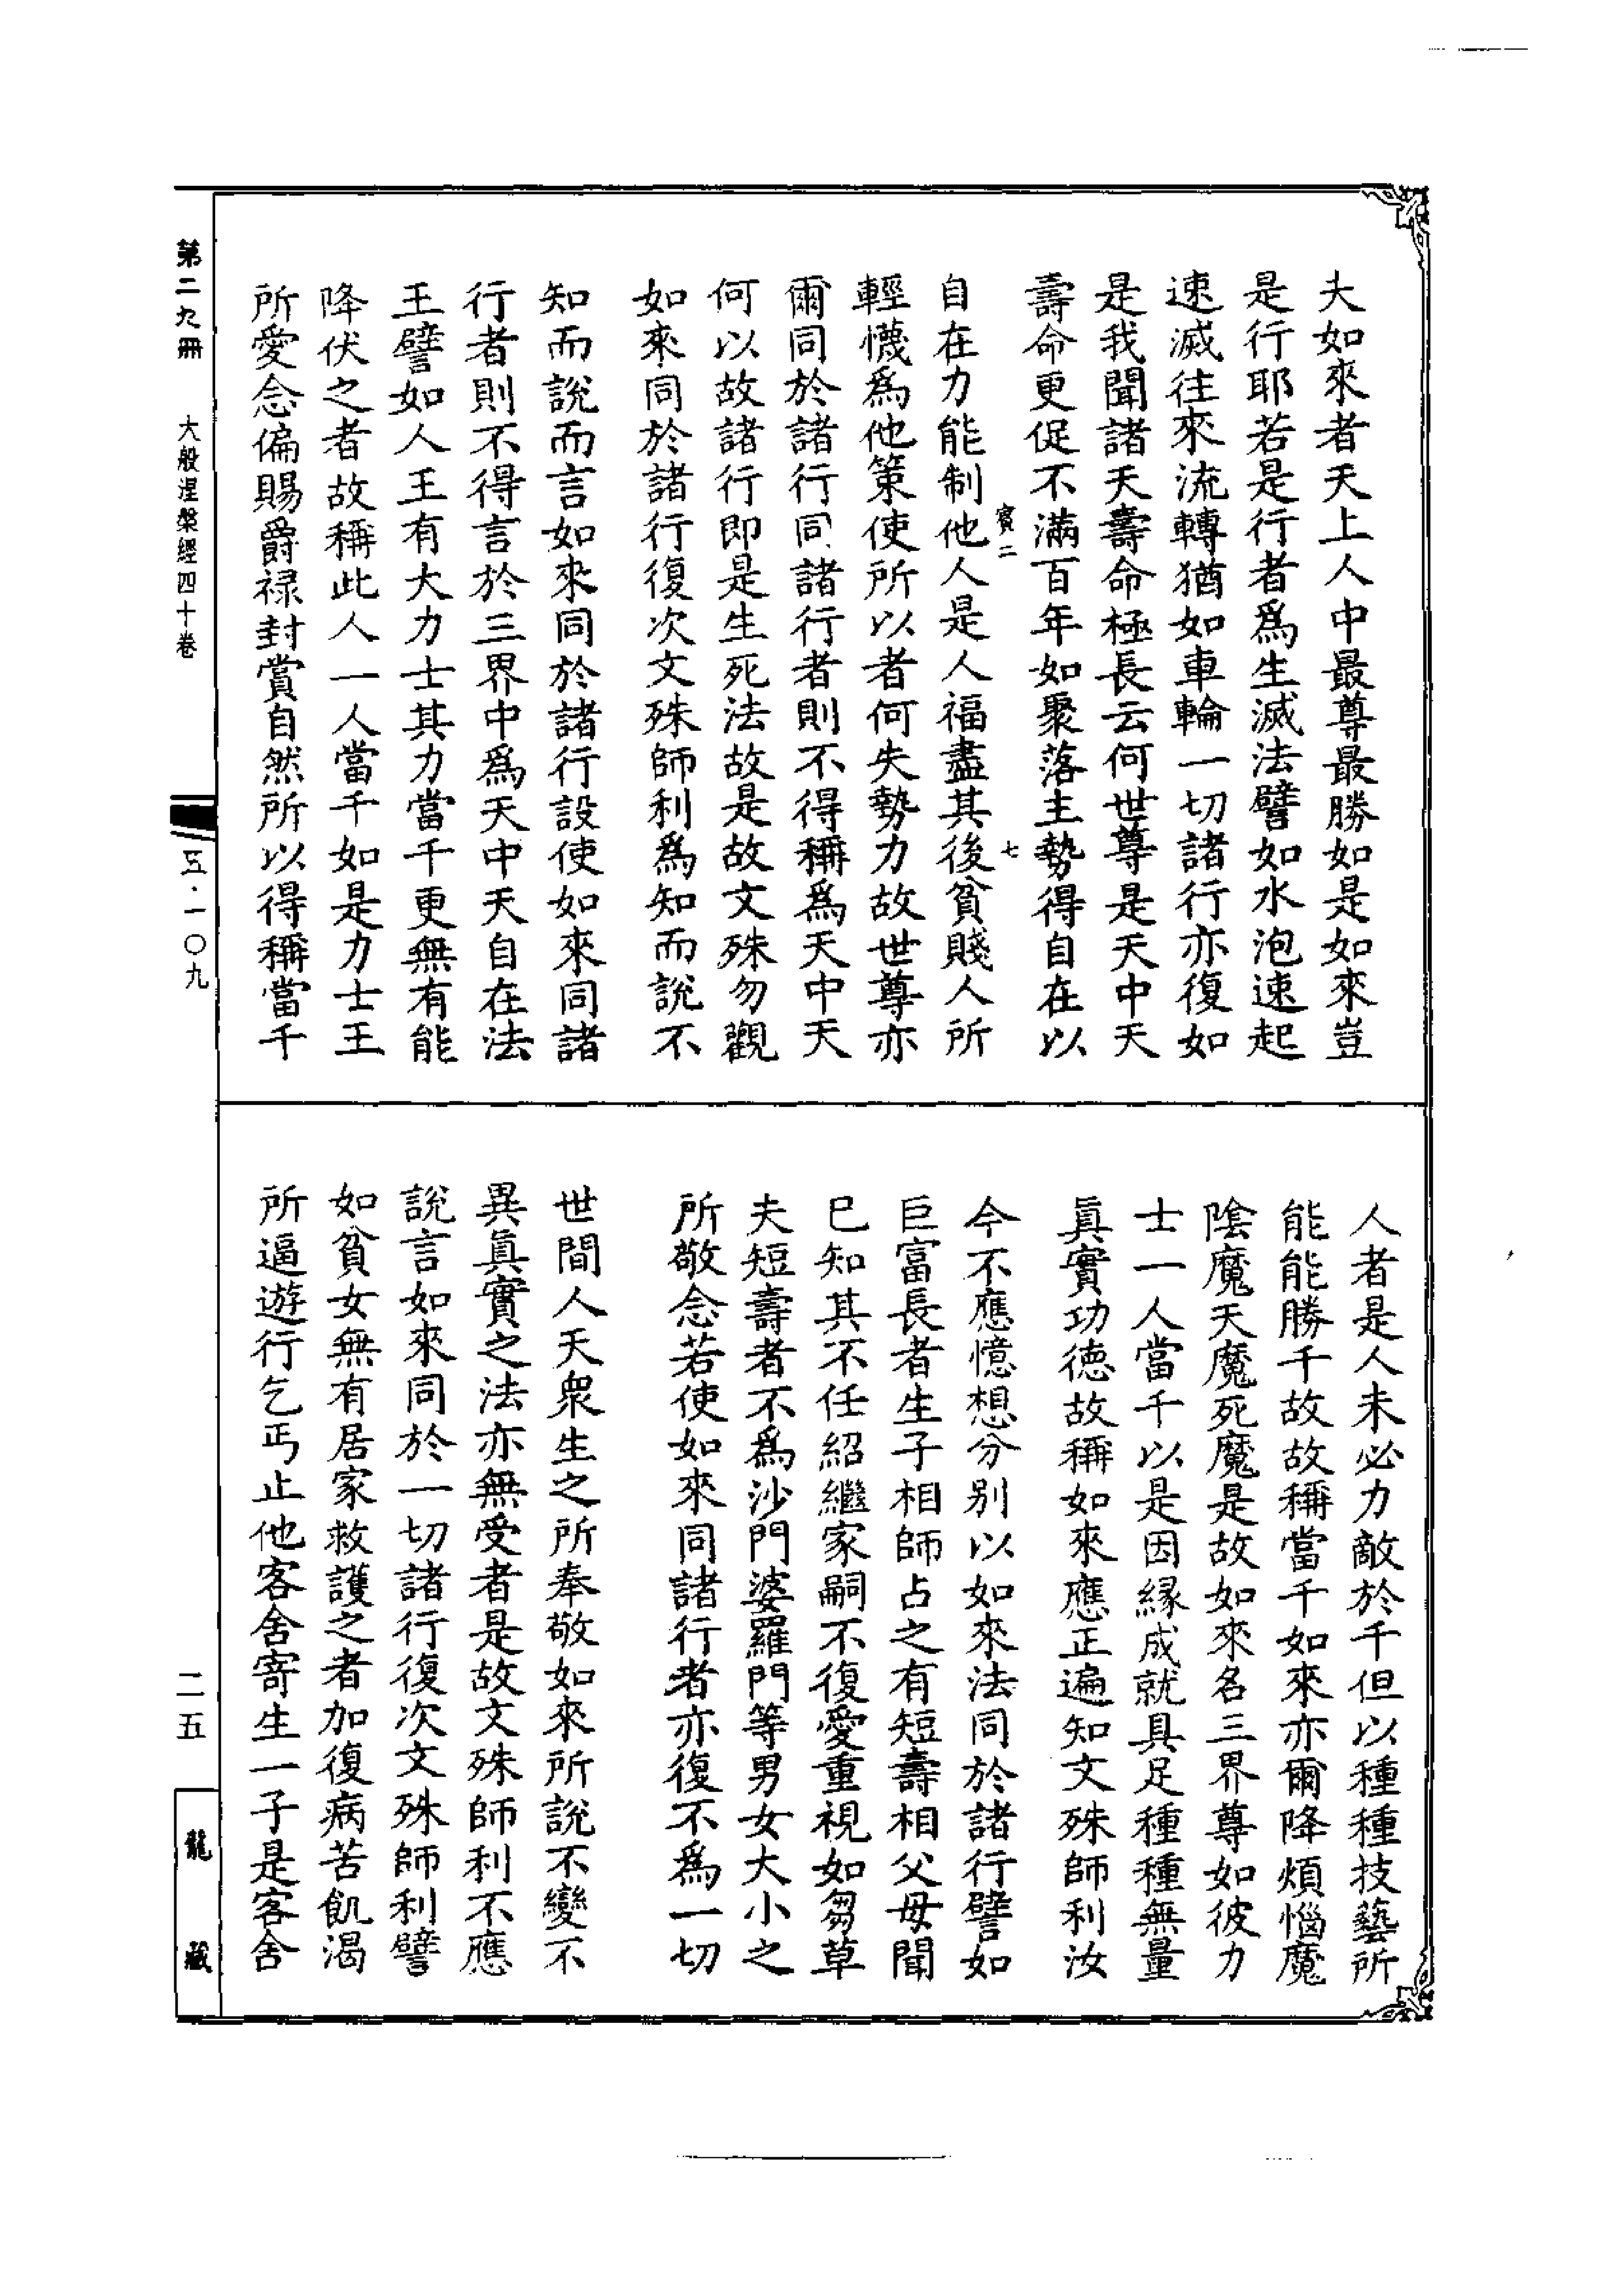 夫如來者天上人中最尊最勝如是如來豈
是行耶若是行者爲生滅法譬如水泡速起
速滅往來流轉猶如車輪一切諸行亦復如
是我聞諸天壽命極長云何世尊是天中天
壽命更促不滿百年如聚落主勢得自在以
賓二
七
自在力能制他人是人福盡其後貧賤人所
輕懱爲他策使所以者何失勢力故世尊亦
爾同於諸行同諸行者則不得稱爲天中天
何以故諸行即是生死法故是故文殊勿觀
如來同於諸行復次文殊師利爲知而說不
知而說而言如來同於諸行設使如來同諸
行者則不得言於三界中爲天中天自在法
王譬如人王有大力士其力當千更無有能
降伏之者故稱此人一人當千如是力士王
所愛念偏賜爵禄封賞自然所以得稱當千
人者是人未必力敵於千但以種種技藝所
能能勝千故故稱當千如來亦爾降煩惱魔
陰魔天魔死魔是故如來名三界尊如彼力
士一人當千以是因縁成就具足種種無量
眞實功德故稱如來應正遍知文殊師利汝
今不應憶想分别以如來法同於諸行譬如
巨富長者生子相師占之有短壽相父母聞
已知其不任紹繼家嗣不復愛重視如芻草
夫短壽者不爲沙門婆羅門等男女大小之
所敬念若使如來同諸行者亦復不爲一切
世間人天衆生之所奉敬如來所說不變不
異眞實之法亦無受者是故文殊師利不應
說言如來同於一切諸行復次文殊師利譬
如貧女無有居家救護之者加復病苦飢渴
所逼遊行乞丐止他客舍寄生一子是客舍
第二九冊
大般涅槃經四十卷
五·一〇九
二五
龍藏